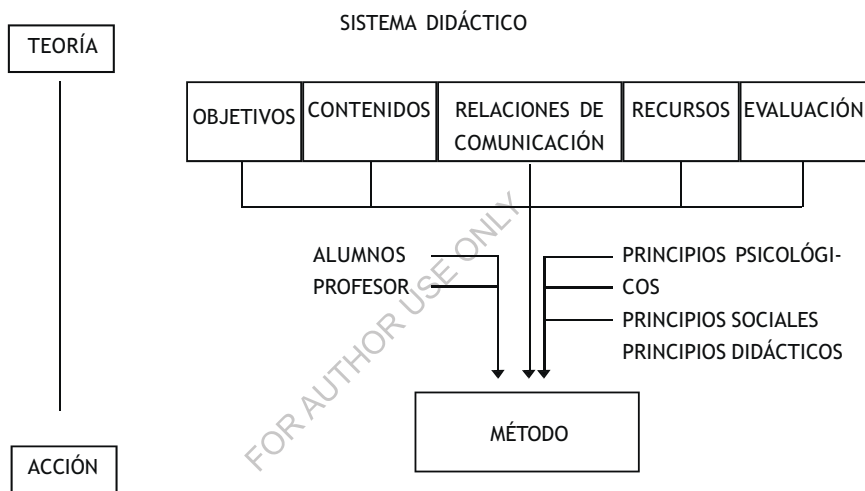 SISTEMA DIDÁCTICO
TEORÍA
OBJETIVOS
CONTENIDOS
RELACIONES DE
COMUNICACIÓN
RECURSOS
EVALUACIÓN
ALUMNOS
PROFESOR
PRINCIPIOS PSICOLÓGI-
COS
PRINCIPIOS SOCIALES
PRINCIPIOS DIDÁCTICOS
FOR AUTHOR USE ONLY
MÉTODO
ACCIÓN